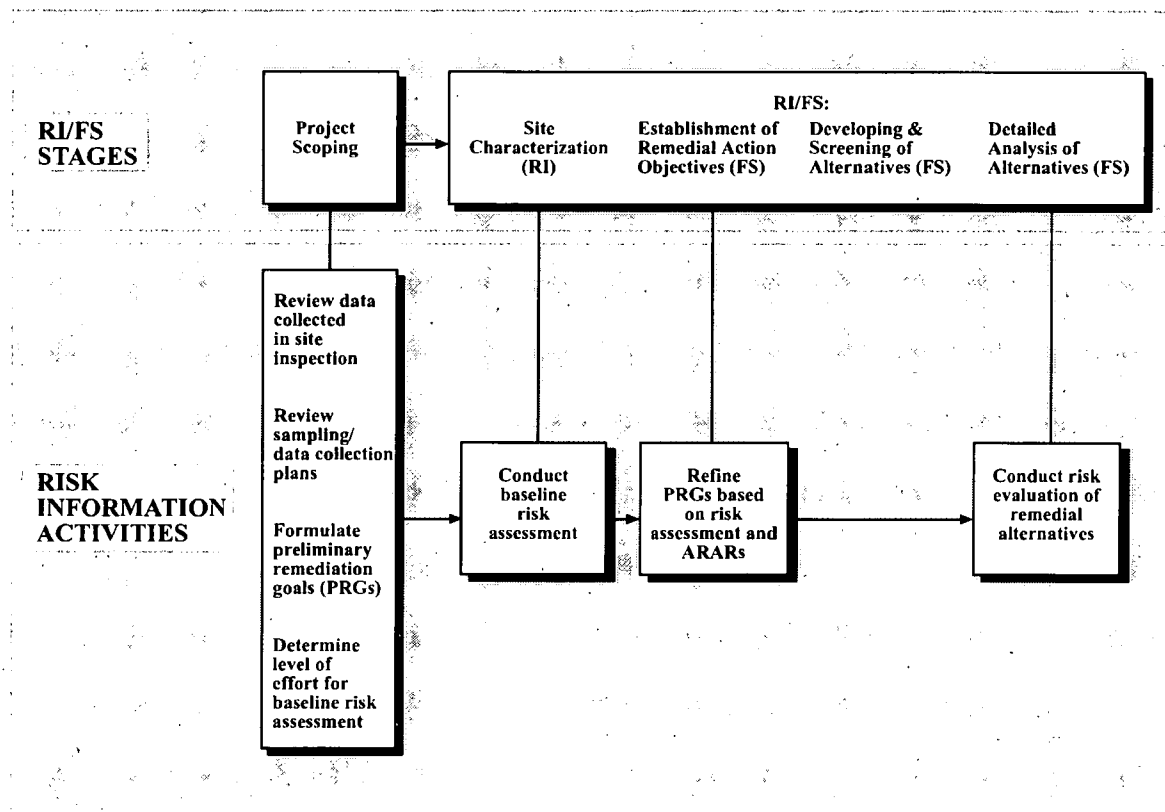 RI/FS
STAGES
Project
Scoping
RI/FS:
Site
Characterization
(RI)
Establishment of
Remedial Action
Objectives (FS)
Developing &
Screening of
Alternatives (FS)
Detailed
Analysis of
Alternatives (FS)
RISK
INFORMATION
ACTIVITIES
Review data
collected
in site
inspection
Review
sampling/
data collection
plans
Formulate
preliminary
remediation
goals (PRGs)
Determine
level of
effort for
baseline risk
assessment
Conduct
baseline
risk
assessment
Refine
PRGs based
on risk
assessment and
ARARs
Conduct risk
evaluation of
remedial
alternatives